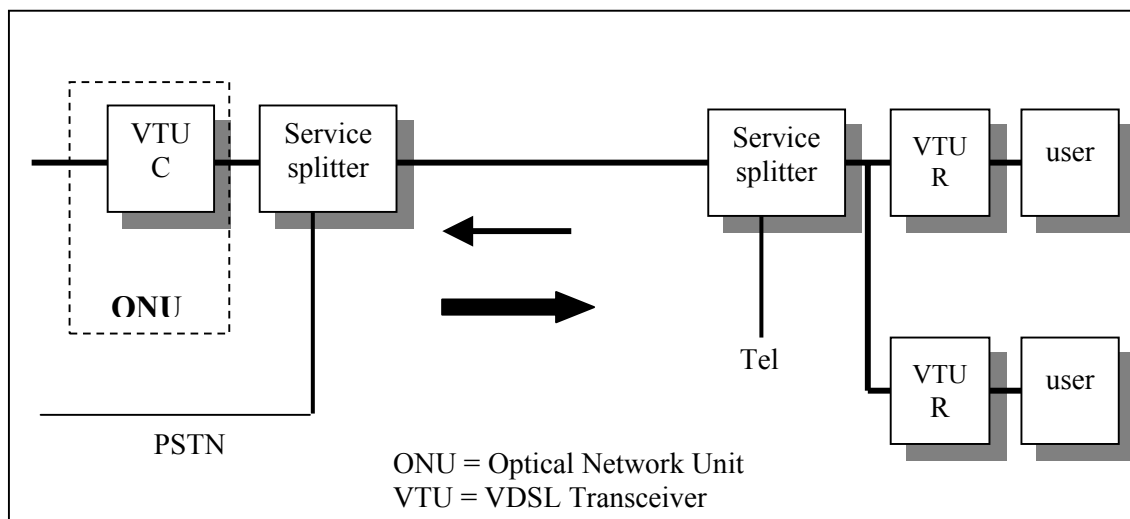 VTU
C
Service
splitter
Service
splitter
VTU
R
user
ONU
Tel
VTU
R
user
PSTN
ONU = Optical Network Unit
VTU = VDSL Transceiver